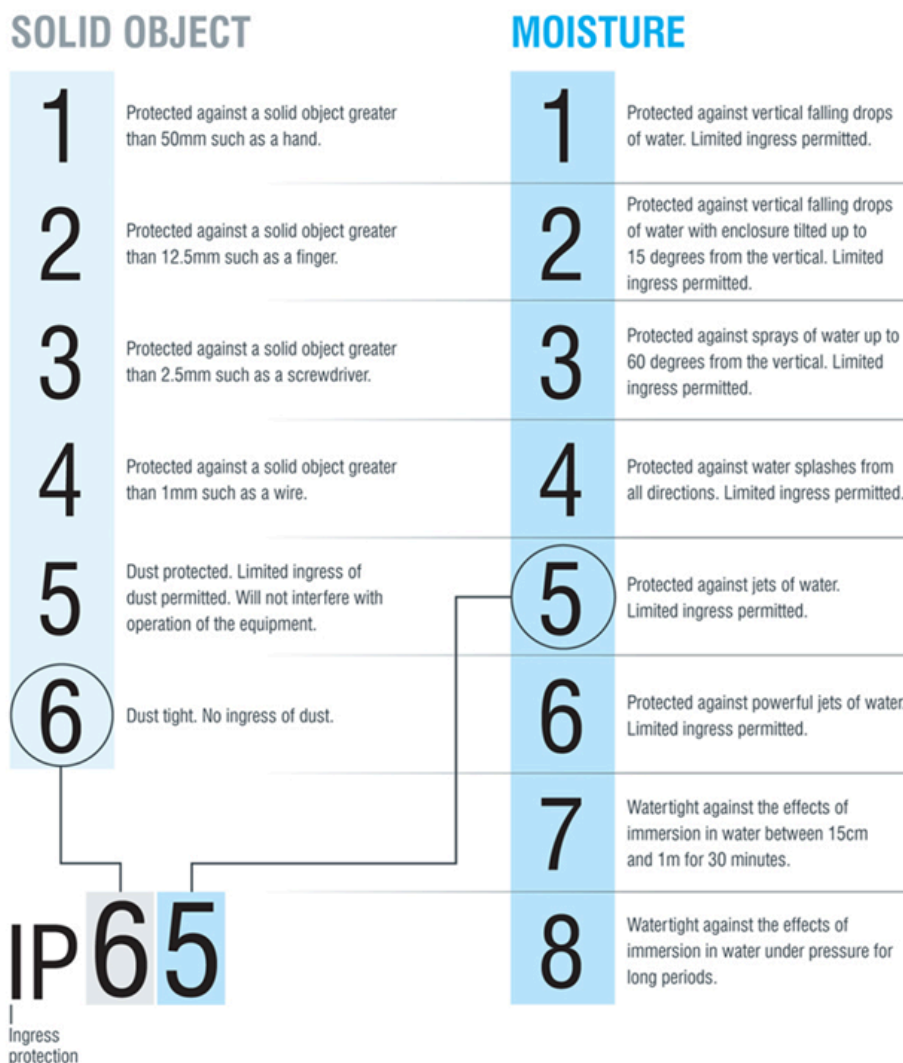 SOLID OBJECT
1
Protected against a solid object greater
than 50mm such as a hand.
2
Protected against a solid object greater
than 12.5mm such as a finger.
3
Protected against a solid object greater
than 2.5mm such as a screwdriver.
4
Protected against a solid object greater
than 1mm such as a wire.
5
Dust protected. Limited ingress of
dust permitted. Will not interfere with
operation of the equipment.
6
Dust tight. No ingress of dust.
MOISTURE
1
Protected against vertical falling drops
of water. Limited ingress permitted.
2
Protected against vertical falling drops
of water with enclosure tilted up to
15 degrees from the vertical. Limited
ingress permitted.
3
Protected against sprays of water up to
60 degrees from the vertical. Limited
ingress permitted.
4
Protected against water splashes from
all directions. Limited ingress permitted.
5
Protected against jets of water.
Limited ingress permitted.
6
Protected against powerful jets of water.
Limited ingress permitted.
7
Watertight against the effects of
immersion in water between 15cm
and 1m for 30 minutes.
8
Watertight against the effects of
immersion in water under pressure for
long periods.
IP65
Ingress
protection